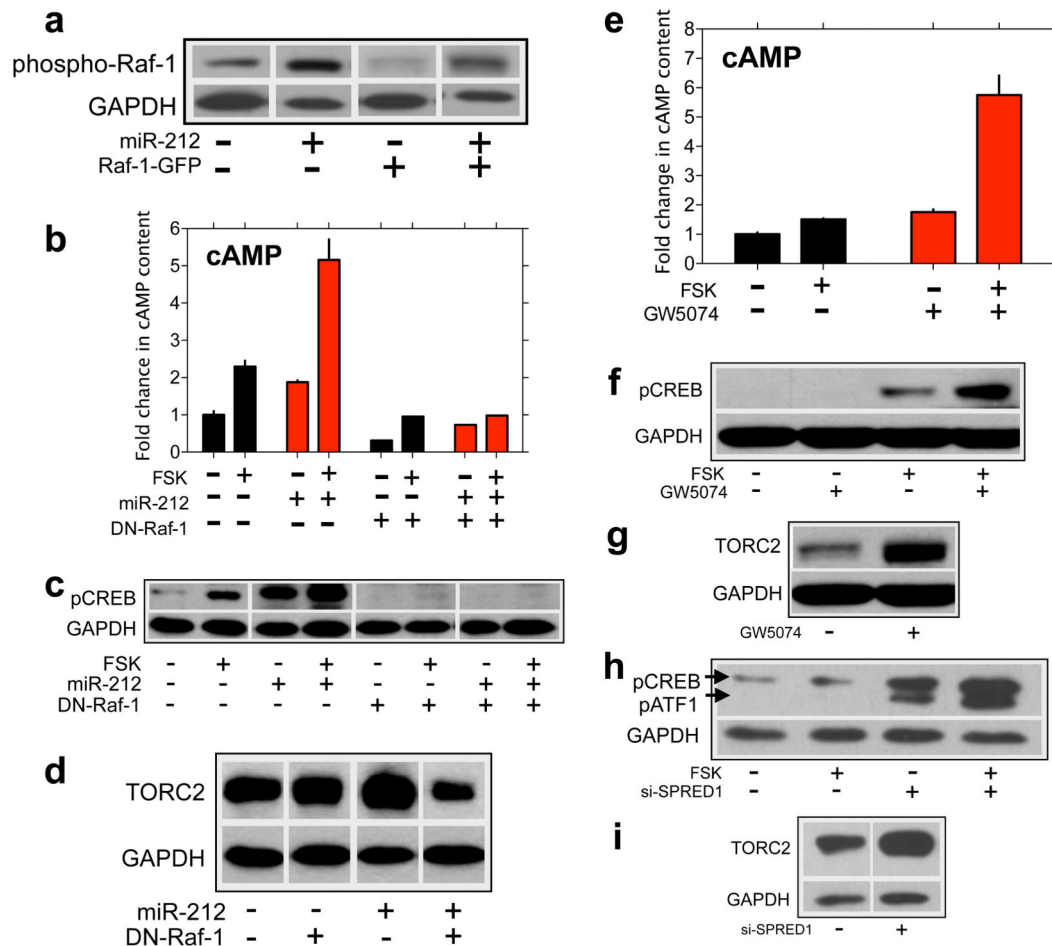 a
phospho-Raf-1
GAPDH
miR-212 - + - +
Raf-1-GFP - - + +
b
cAMP
Fold chance in cAMP content
6
5
4
3
2
1
0
FSK - + - + - + - +
miR-212 - - + + - - + +
DN-Raf-1 - - - - + + + +
c
pCREB
GAPDH
FSK - + - + - + - +
miR-212 - - + + - - + +
DN-Raf-1 - - - - + + + +
d
TORC2
GAPDH
miR-212 - - + +
DN-Raf-1 - + - +
e
cAMP
Fold change in cAMP content
8
7
6
5
4
3
2
1
0
FSK - + - +
GW5074 - - + +
f
pCREB
GAPDH
FSK - - + +
GW5074 - + - +
g
TORC2
GAPDH
GW5074 - +
h
pCREB
pATF1
GAPDH
FSK - + - +
si-SPRED1 - - + +
i
TORC2
GAPDH
si-SPRED1 - +